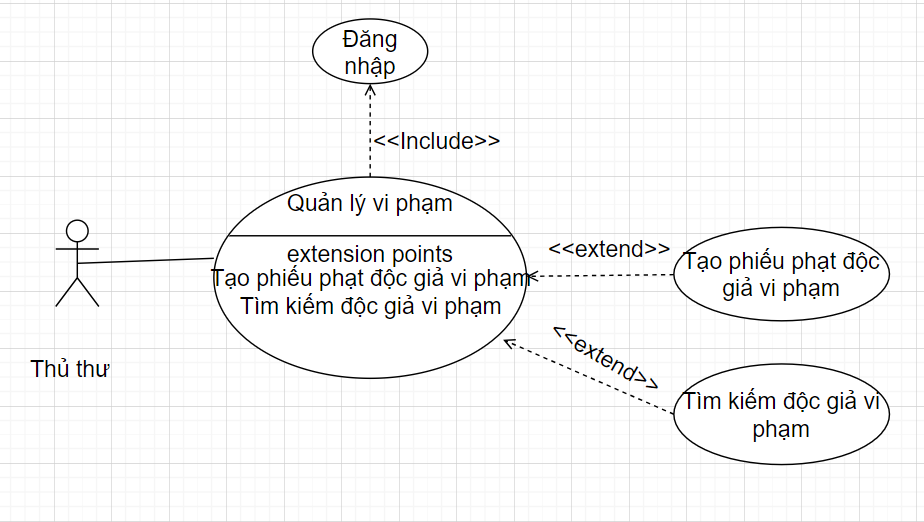 Đăng
nhập
<<Include>>
Quản lý vi phạm
extension points
Tạo phiếu phạt độc giả vi phạm
Tìm kiếm độc giả vi phạm
<<extend>>
Tạo phiếu phạt độc
giả vi phạm
<<extend>>
Tìm kiếm độc giả vi
phạm
Thủ thư